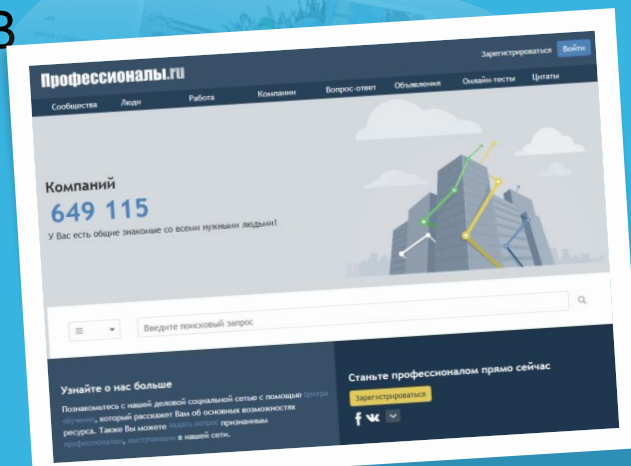 в
Зарегистрироваться Войти
Профессионалы.ru
Сообщества Люди Работа Компании Вопрос-ответ Объявления Онлайн-тесты Цитаты
Компаний
649 115
У Вас есть общие знакомые со всеми нужными людьми!
Введите поисковый запрос
Узнайте о нас больше
Познакомьтесь с нашей деловой социальной сетью с помощью Центра
обучения, который расскажет Вам об основных возможностях
ресурса. Также Вы можете задать вопрос признанным
профессионалам, выступающим в нашей сети.
Станьте профессионалом прямо сейчас
Зарегистрироваться